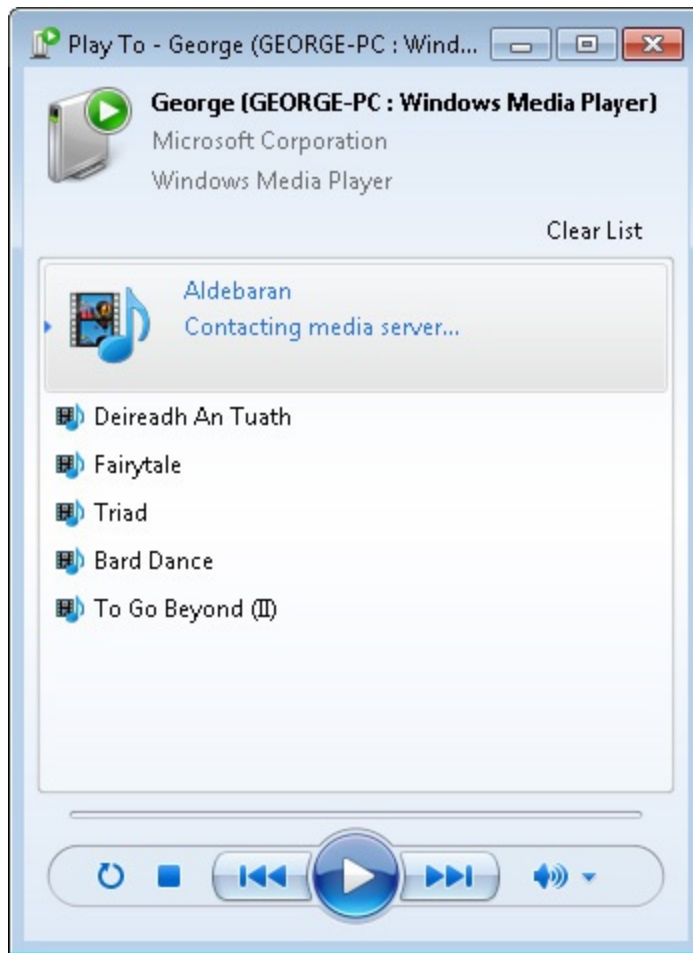 Play To - George (GEORGE-PC : Wind...
George (GEORGE-PC : Windows Media Player)
Microsoft Corporation
Windows Media Player
Clear List
Aldebaran
Contacting media server...
Deireadh An Tuath
Fairytale
Triad
Bard Dance
To Go Beyond (II)